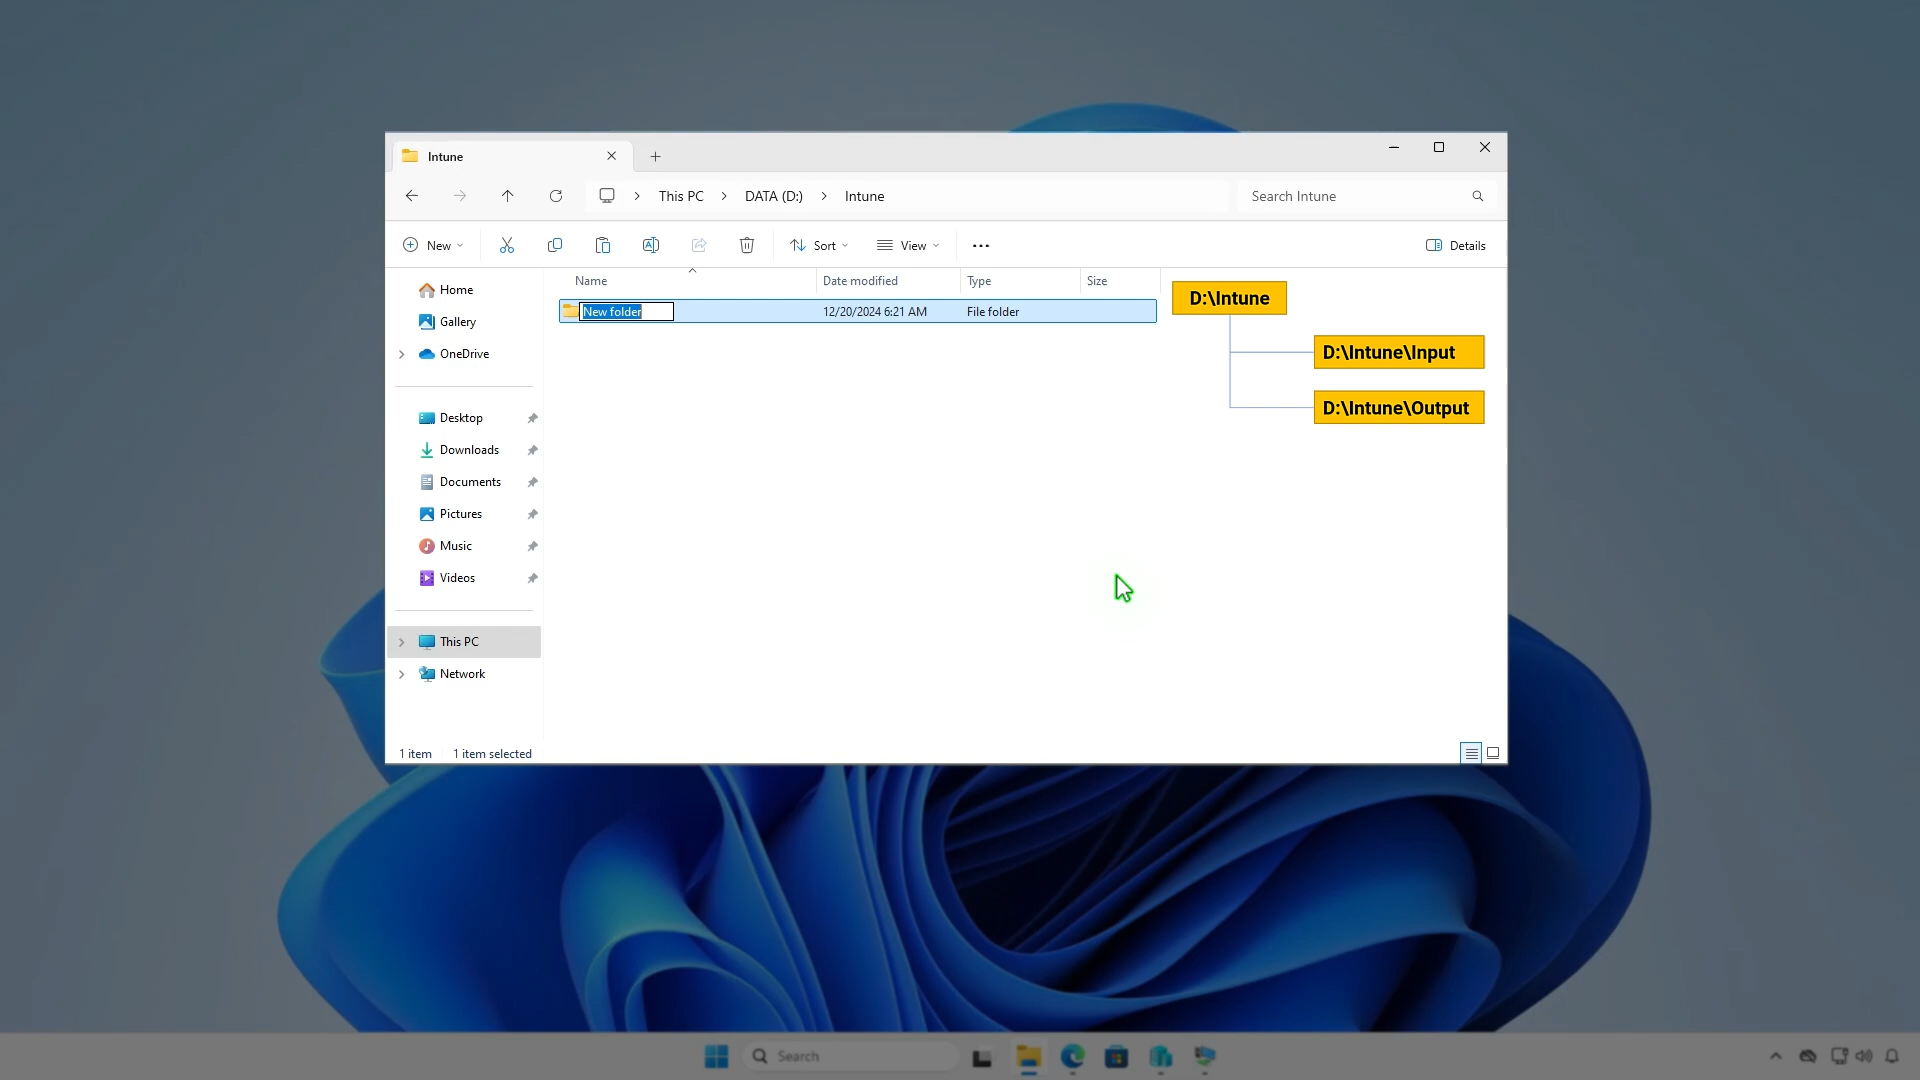 Intune
This PC
DATA (D:)
Intune
Search Intune
New
Sort
View
Details
Home
Gallery
OneDrive
Desktop
Downloads
Documents
Pictures
Music
Videos
This PC
Network
Name
Date modified
Type
Size
New folder
12/20/2024 6:21 AM
File folder
D:\Intune
D:\Intune\Input
D:\Intune\Output
1 item
1 item selected
Search